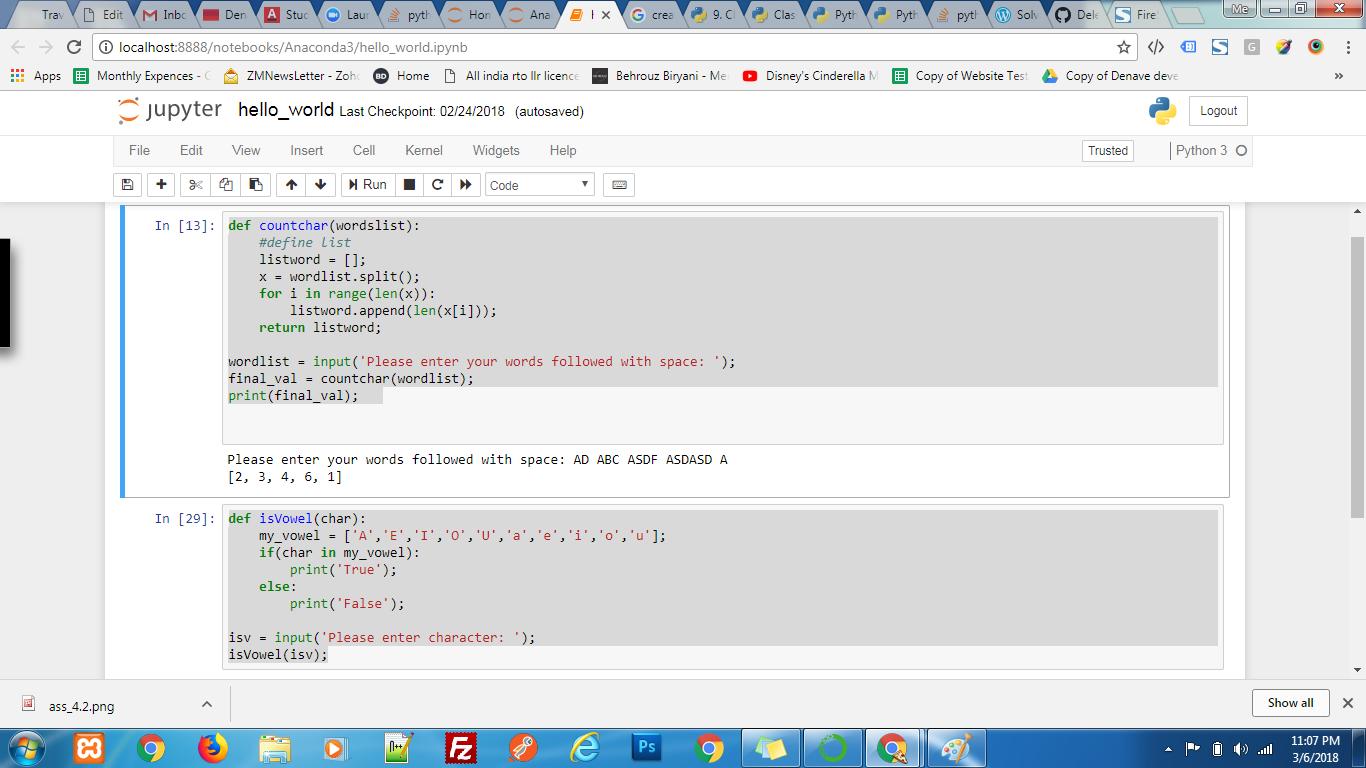 Trav
Edit
Inbc
Den
Stuc
Laur
pyth
Hon
Ana
crea
9. Cl
Clas
Pyth
Pyth
pyth
Solv
Dele
Fire
Me
localhost:8888/notebooks/Anaconda3/hello_world.ipynb
Apps
Monthly Expences - 
ZMNewsLetter - Zoho
BD Home
All india rto llr licence
Behrouz Biryani - Me
Disney's Cinderella M
Copy of Website Test
Copy of Denave deve
»
jupyter hello_world Last Checkpoint: 02/24/2018 (autosaved)
Logout
File Edit View Insert Cell Kernel Widgets Help
Trusted
Python 3
Run
Code
In [13]:
def countchar(wordslist):
    #define list
    listword = [];
    x = wordlist.split();
    for i in range(len(x)):
        listword.append(len(x[i]));
    return listword;
wordlist = input('Please enter your words followed with space: ');
final_val = countchar(wordlist);
print(final_val);
Please enter your words followed with space: AD ABC ASDF ASDASD A
[2, 3, 4, 6, 1]
In [29]:
def isVowel(char):
    my_vowel = ['A','E','I','O','U','a','e','i','o','u'];
    if(char in my_vowel):
        print('True');
    else:
        print('False');
isv = input('Please enter character: ');
isVowel(isv);
ass_4.2.png
Show all
Fz
Ps
11:07 PM
3/6/2018